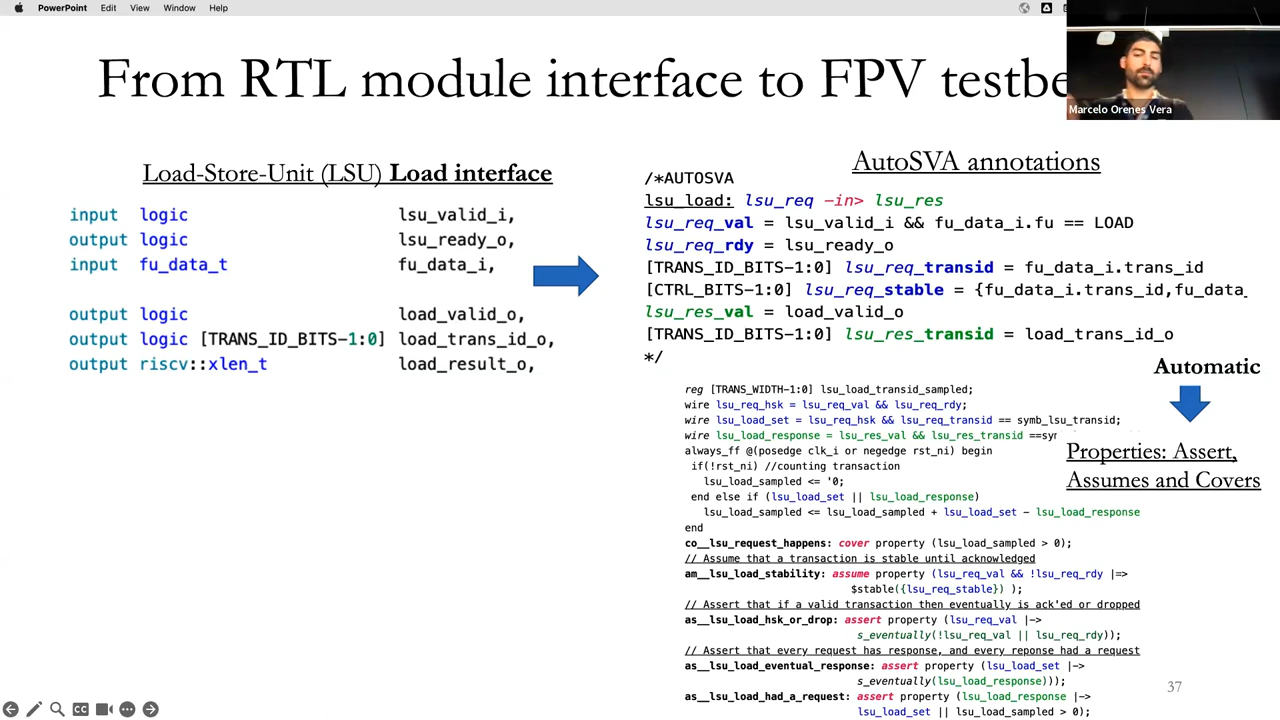 PowerPoint Edit View Window Help
From RTL module interface to FPV testbe
Marcelo Orenes Vera
Load-Store-Unit (LSU) Load interface
input logic lsu_valid_i,
output logic lsu_ready_o,
input fu_data_t fu_data_i,
output logic load_valid_o,
output logic [TRANS_ID_BITS-1:0] load_trans_id_o,
output riscv::xlen_t load_result_o,
AutoSVA annotations
/*AUTOSVA
lsu_load: lsu_req -in> lsu_res
lsu_req_val = lsu_valid_i && fu_data_i.fu == LOAD
lsu_req_rdy = lsu_ready_o
[TRANS_ID_BITS-1:0] lsu_req_transid = fu_data_i.trans_id
[CTRL_BITS-1:0] lsu_req_stable = {fu_data_i.trans_id,fu_data_
lsu_res_val = load_valid_o
[TRANS_ID_BITS-1:0] lsu_res_transid = load_trans_id_o
*/
Automatic
Properties: Assert,
Assumes and Covers
reg [TRANS_WIDTH-1:0] lsu_load_transid_sampled;
wire lsu_req_hsk = lsu_req_val && lsu_req_rdy;
wire lsu_load_set = lsu_req_hsk && lsu_req_transid == symb_lsu_transid;
wire lsu_load_response = lsu_res_val && lsu_res_transid ==sym
always_ff @(posedge clk_i or negedge rst_ni) begin
if(!rst_ni) //counting transaction
lsu_load_sampled <= '0;
end else if (lsu_load_set || lsu_load_response)
lsu_load_sampled <= lsu_load_sampled + lsu_load_set - lsu_load_response
end
co__lsu_request_happens: cover property (lsu_load_sampled > 0);
// Assume that a transaction is stable until acknowledged
am__lsu_load_stability: assume property (lsu_req_val && !lsu_req_rdy |=>
$stable({lsu_req_stable}) );
// Assert that if a valid transaction then eventually is ack'ed or dropped
as__lsu_load_hsk_or_drop: assert property (lsu_req_val |->
s_eventually(!lsu_req_val || lsu_req_rdy));
// Assert that every request has response, and every reponse had a request
as__lsu_load_eventual_response: assert property (lsu_load_set |->
s_eventually(lsu_load_response)));
as__lsu_load_had_a_request: assert property (lsu_load_response |->
lsu_load_set || lsu_load_sampled > 0);
37
CC